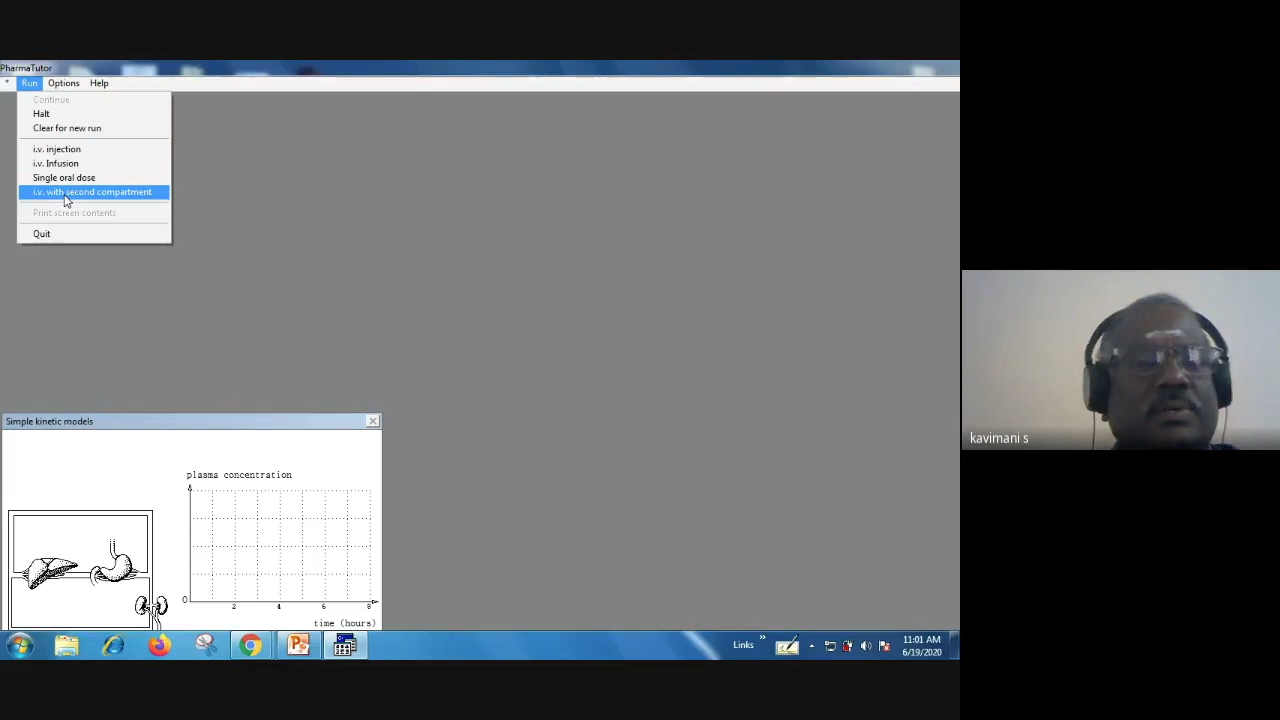 PharmaTutor
* Run Options Help
Continue
Halt
Clear for new run
i.v. injection
i.v. Infusion
Single oral dose
i.v. with second compartment
Print screen contents
Quit
Simple kinetic models
plasma concentration
0
2 4 6 8
time (hours)
kavimani s
Links
11:01 AM
6/19/2020